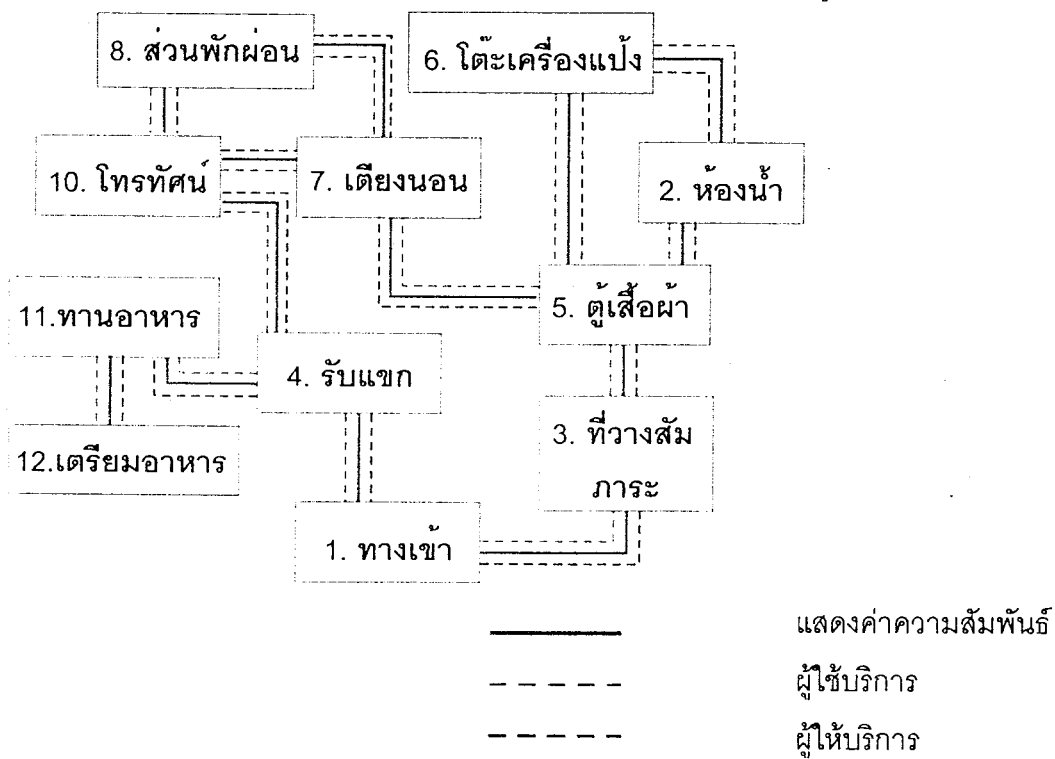 8. ส่วนพักผ่อน
6. โต๊ะเครื่องแป้ง
10. โทรทัศน์
7. เตียงนอน
2. ห้องน้ำ
11.ทานอาหาร
5. ตู้เสื้อผ้า
4. รับแขก
3. ที่วางสัม
ภาระ
12.เตรียมอาหาร
1. ทางเข้า
แสดงค่าความสัมพันธ์
ผู้ใช้บริการ
ผู้ให้บริการ